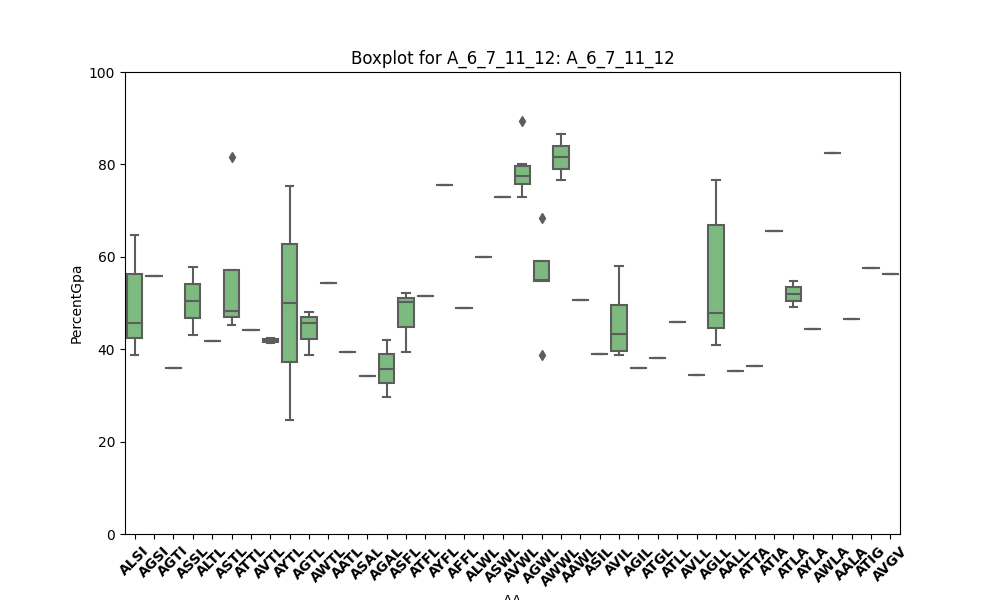 Boxplot for A_6_7_11_12: A_6_7_11_12
100
80
60
40
20
0
PercentGpa
ALSI
AGSI
AGTI
ASSL
ALTL
ASTL
ATTL
AVTL
AYTL
AGTL
AWTL
AATL
ASAL
AGAL
ASFL
ATFL
AYFL
AFFL
ALWL
ASWL
AVWL
AGWL
AWWL
AAWL
ASIL
AVIL
AGIL
ATGL
ATLL
AVLL
AGLL
AALL
ATTA
ATIA
ATLA
AYLA
AWLA
AALA
ATIG
AVGV